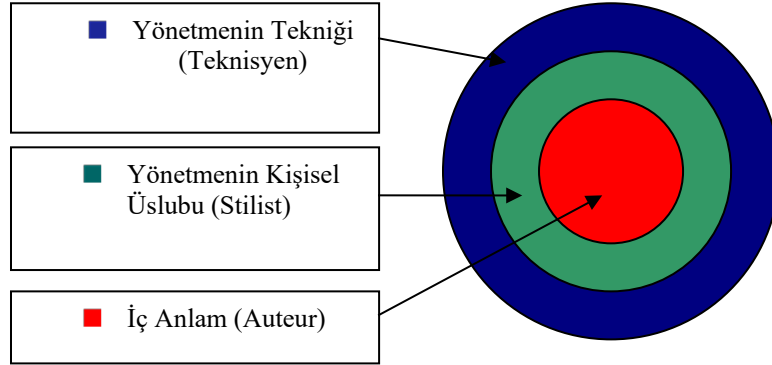 Yönetmenin Tekniği
(Teknisyen)
Yönetmenin Kişisel
Üslubu (Stilist)
İç Anlam (Auteur)